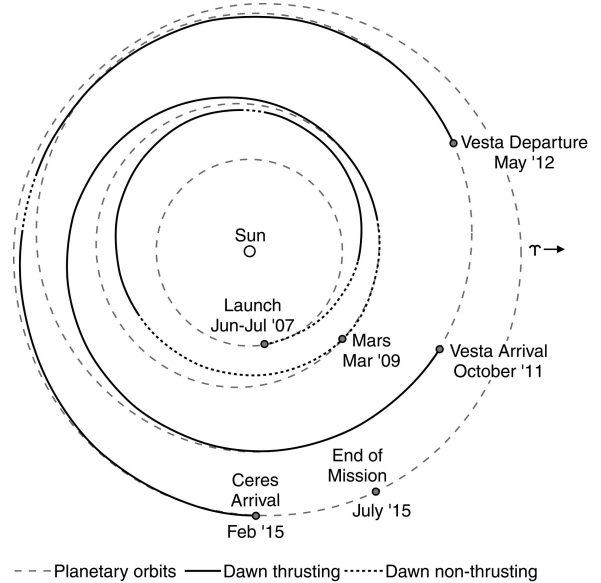 Vesta Departure
May '12
♈
Sun
Launch
Jun-Jul '07
Mars
Mar '09
Vesta Arrival
October '11
End of
Mission
July '15
Ceres
Arrival
Feb '15
Planetary orbits
Dawn thrusting
Dawn non-thrusting